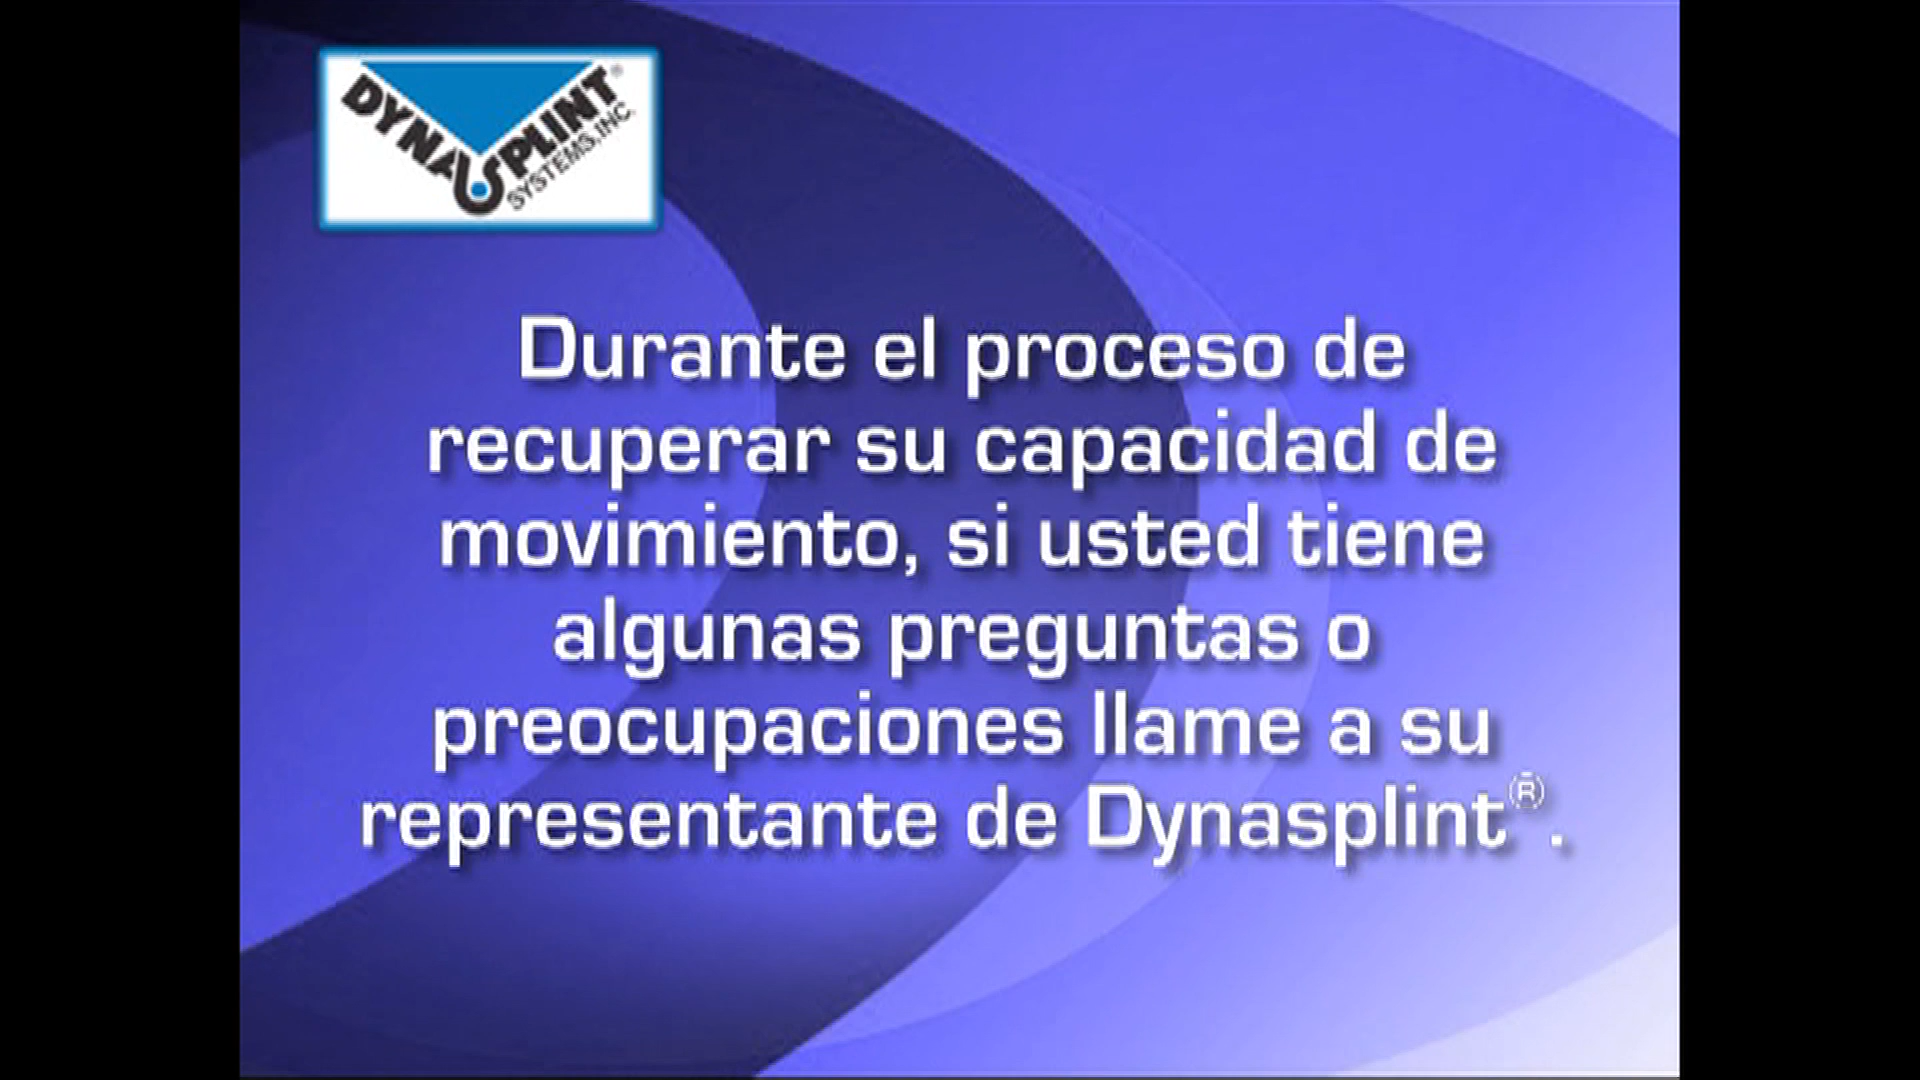 DYNASPLINT®
SYSTEMS, INC.
Durante el proceso de
recuperar su capacidad de
movimiento, si usted tiene
algunas preguntas o
preocupaciones llame a su
representante de Dynasplint®.